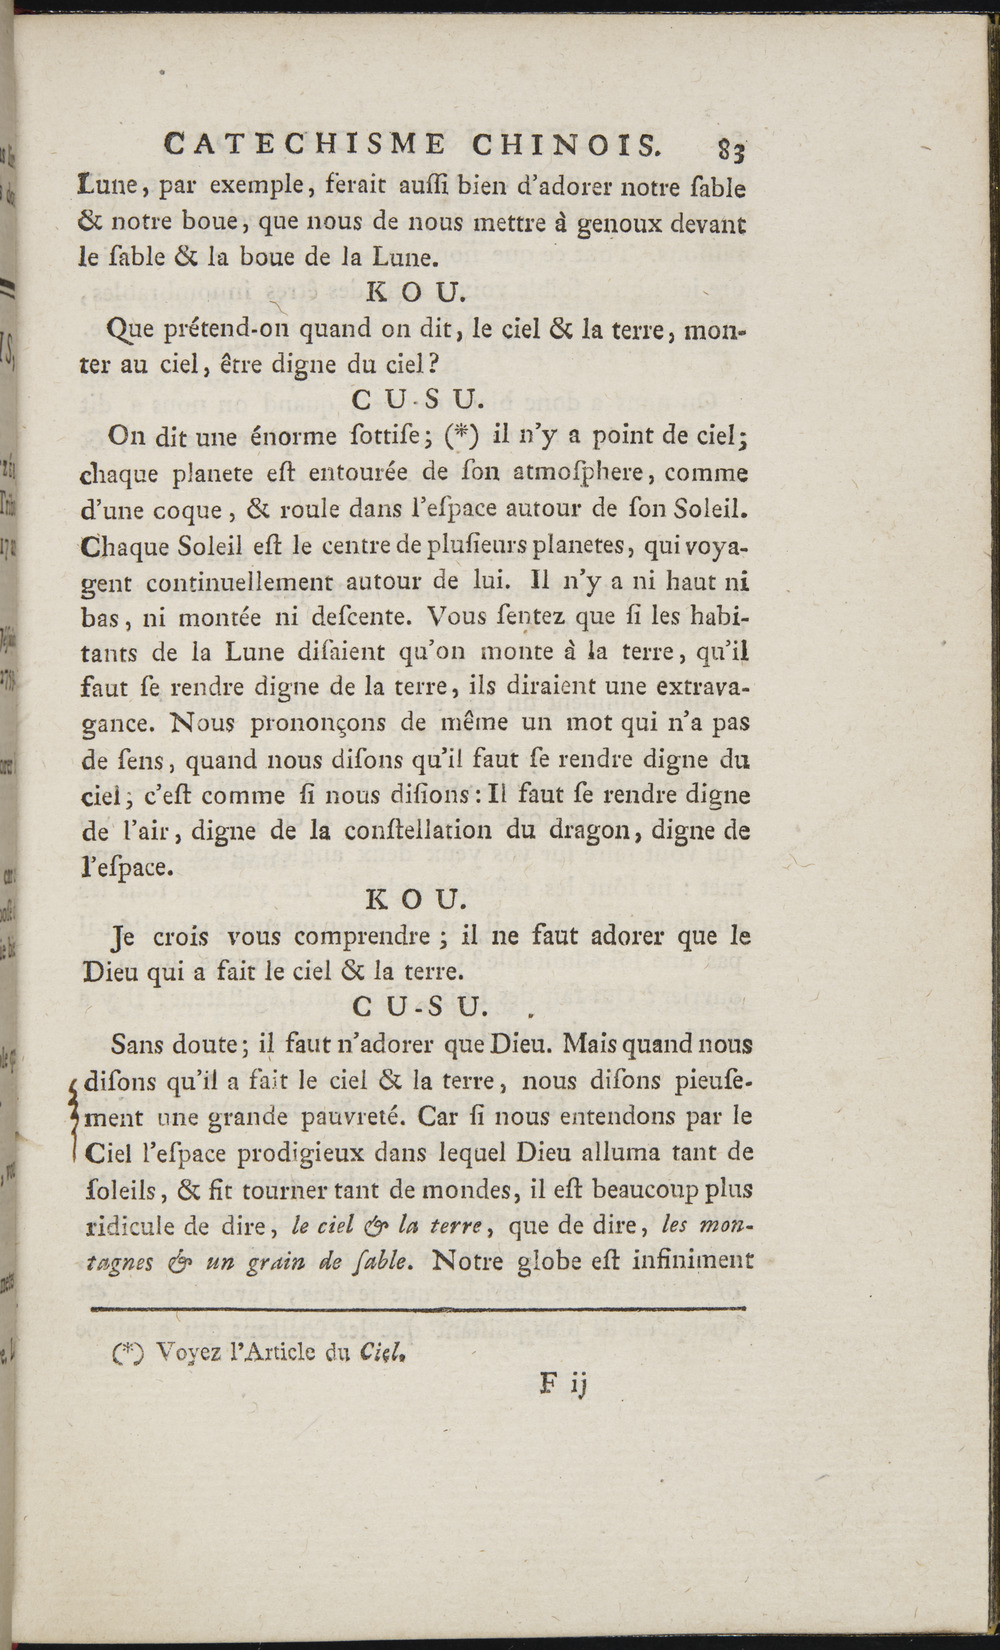 CATECHISME CHINOIS. 83
Lune, par exemple, ferait auſſi bien d'adorer notre ſable
& notre boue, que nous de nous mettre à genoux devant
le ſable & la boue de la Lune.
K O U.
Que prétend-on quand on dit, le ciel & la terre, mon-
ter au ciel, être digne du ciel?
C U-S U.
On dit une énorme ſottiſe; (*) il n'y a point de ciel;
chaque planete eſt entourée de ſon atmoſphere, comme
d'une coque, & roule dans l'eſpace autour de ſon Soleil.
Chaque Soleil eſt le centre de pluſieurs planetes, qui voya-
gent continuellement autour de lui. Il n'y a ni haut ni
bas, ni montée ni deſcente. Vous ſentez que ſi les habi-
tants de la Lune diſaient qu'on monte à la terre, qu'il
faut ſe rendre digne de la terre, ils diraient une extrava-
gance. Nous prononçons de même un mot qui n'a pas
de ſens, quand nous diſons qu'il faut ſe rendre digne du
ciel; c'eſt comme ſi nous diſions: Il faut ſe rendre digne
de l'air, digne de la conſtellation du dragon, digne de
l'eſpace.
K O U.
Je crois vous comprendre; il ne faut adorer que le
Dieu qui a fait le ciel & la terre.
C U-S U.
Sans doute; il faut n'adorer que Dieu. Mais quand nous
diſons qu'il a fait le ciel & la terre, nous diſons pieuſe-
ment une grande pauvreté. Car ſi nous entendons par le
Ciel l'eſpace prodigieux dans lequel Dieu alluma tant de
ſoleils, & fit tourner tant de mondes, il eſt beaucoup plus
ridicule de dire, le ciel & la terre, que de dire, les mon-
tagnes & un grain de ſable. Notre globe eſt infiniment
(*) Voyez l'Article du Ciel.
F ij